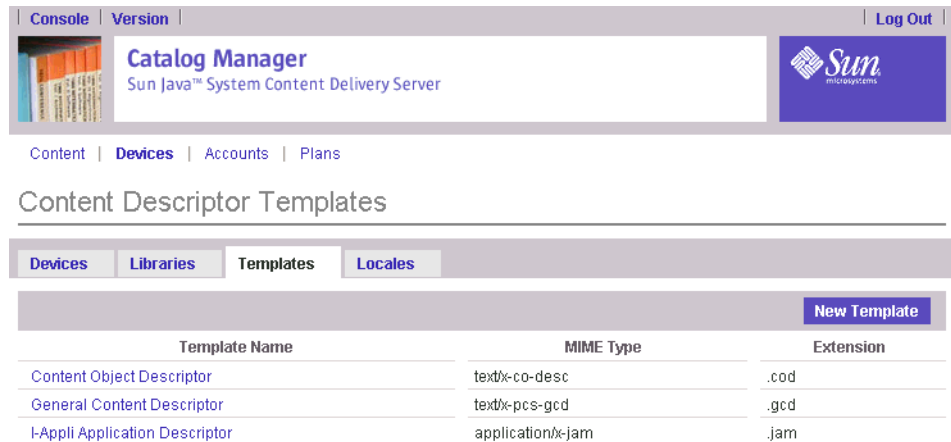 Console | Version | | Log Out |
Catalog Manager
Sun Java™ System Content Delivery Server
Sun
microsystems
Content | Devices | Accounts | Plans
Content Descriptor Templates
Devices Libraries Templates Locales
New Template
Template Name MIME Type Extension
Content Object Descriptor text/x-co-desc .cod
General Content Descriptor text/x-pcs-gcd .gcd
I-Appli Application Descriptor application/x-jam .jam